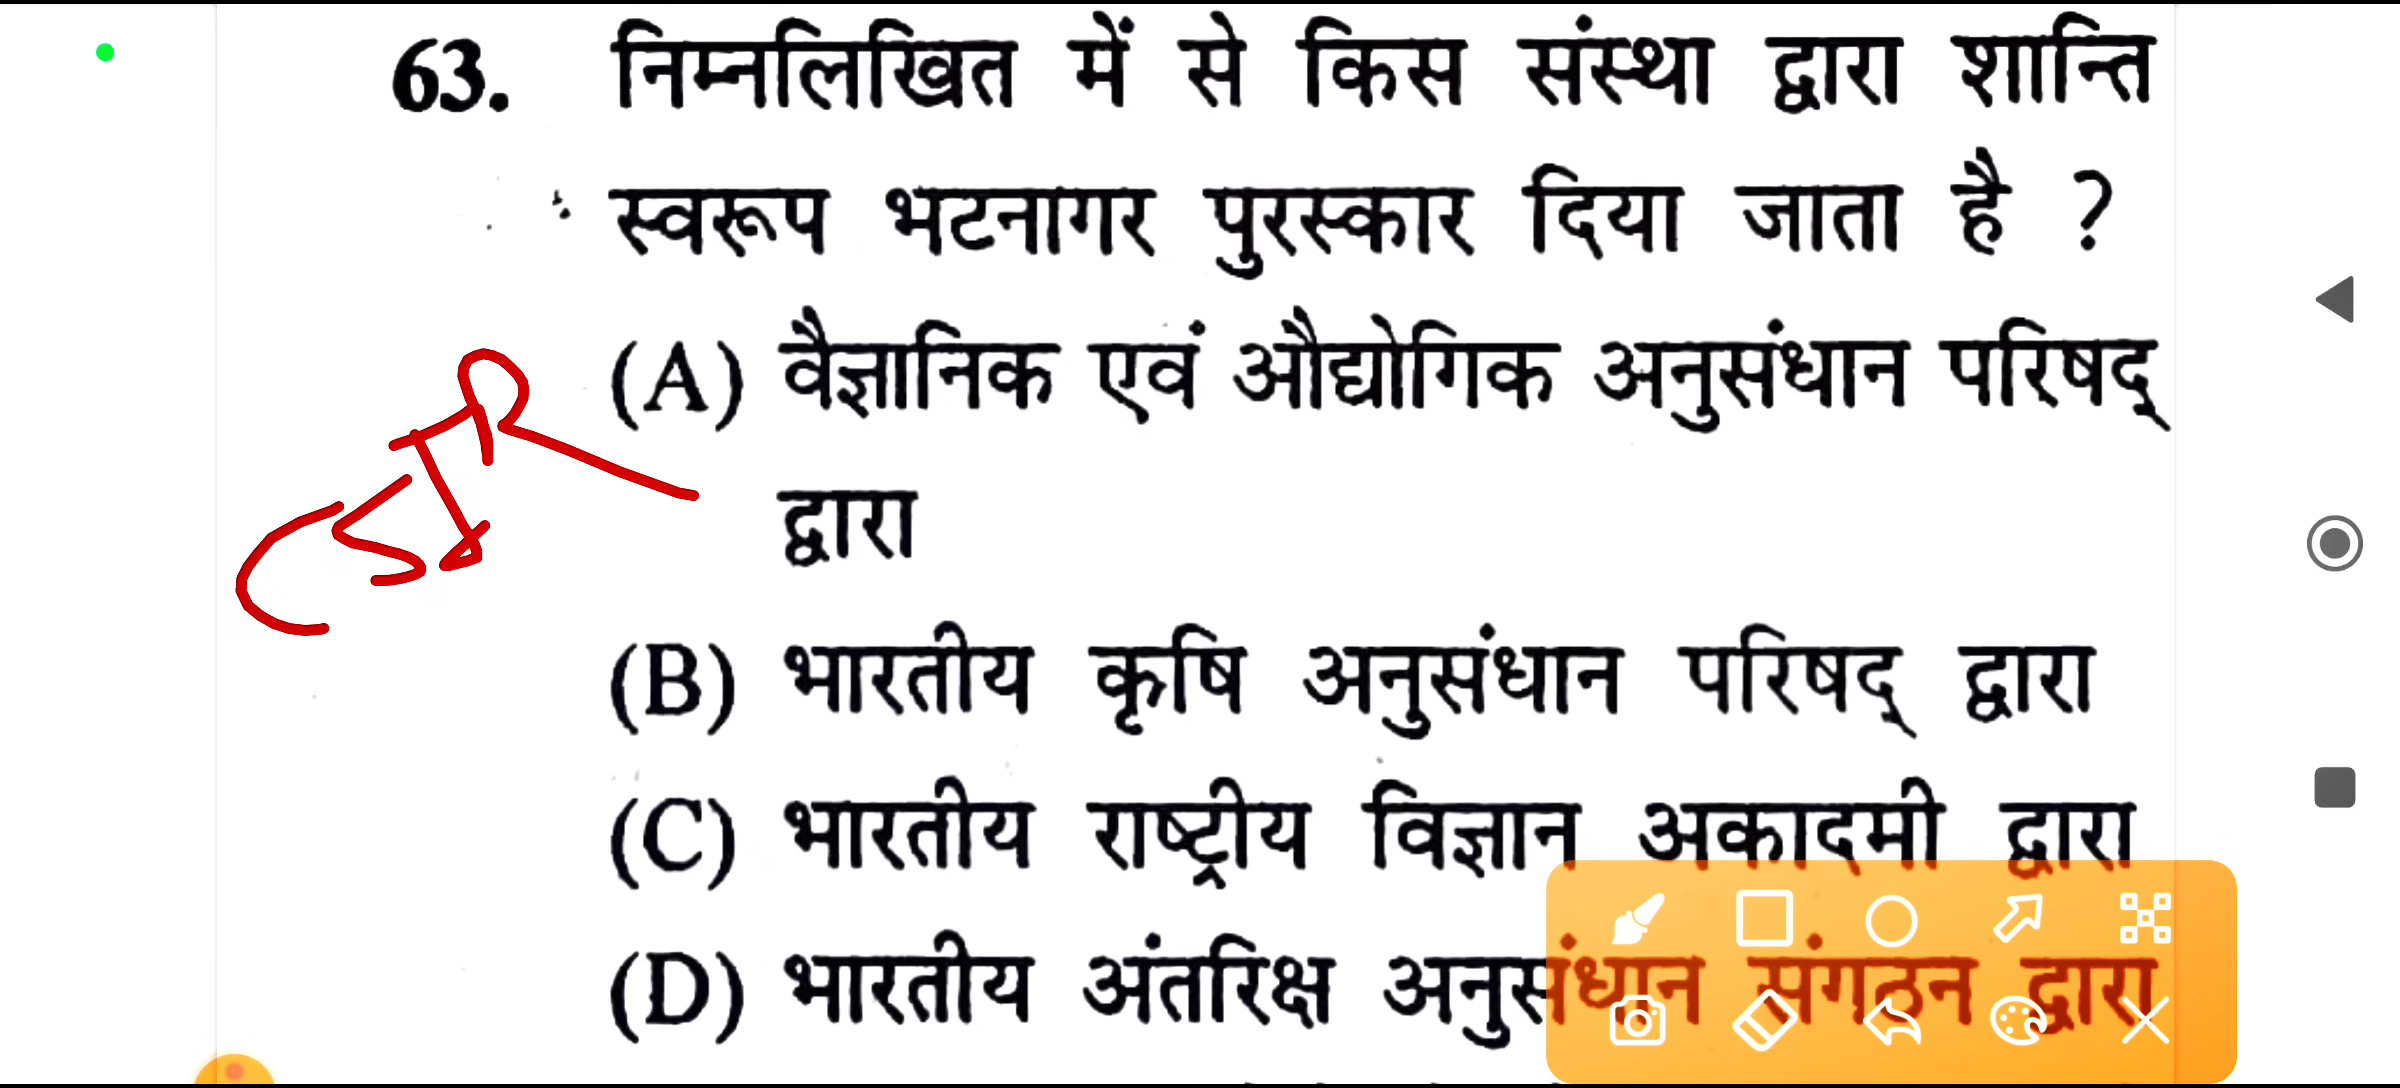 63. निम्नलिखित में से किस संस्था द्वारा शान्ति
स्वरूप भटनागर पुरस्कार दिया जाता है ?
(A) वैज्ञानिक एवं औद्योगिक अनुसंधान परिषद्
द्वारा
CSIR
(B) भारतीय कृषि अनुसंधान परिषद् द्वारा
(C) भारतीय राष्ट्रीय विज्ञान अकादमी द्वारा
(D) भारतीय अंतरिक्ष अनुसंधान संगठन द्वारा